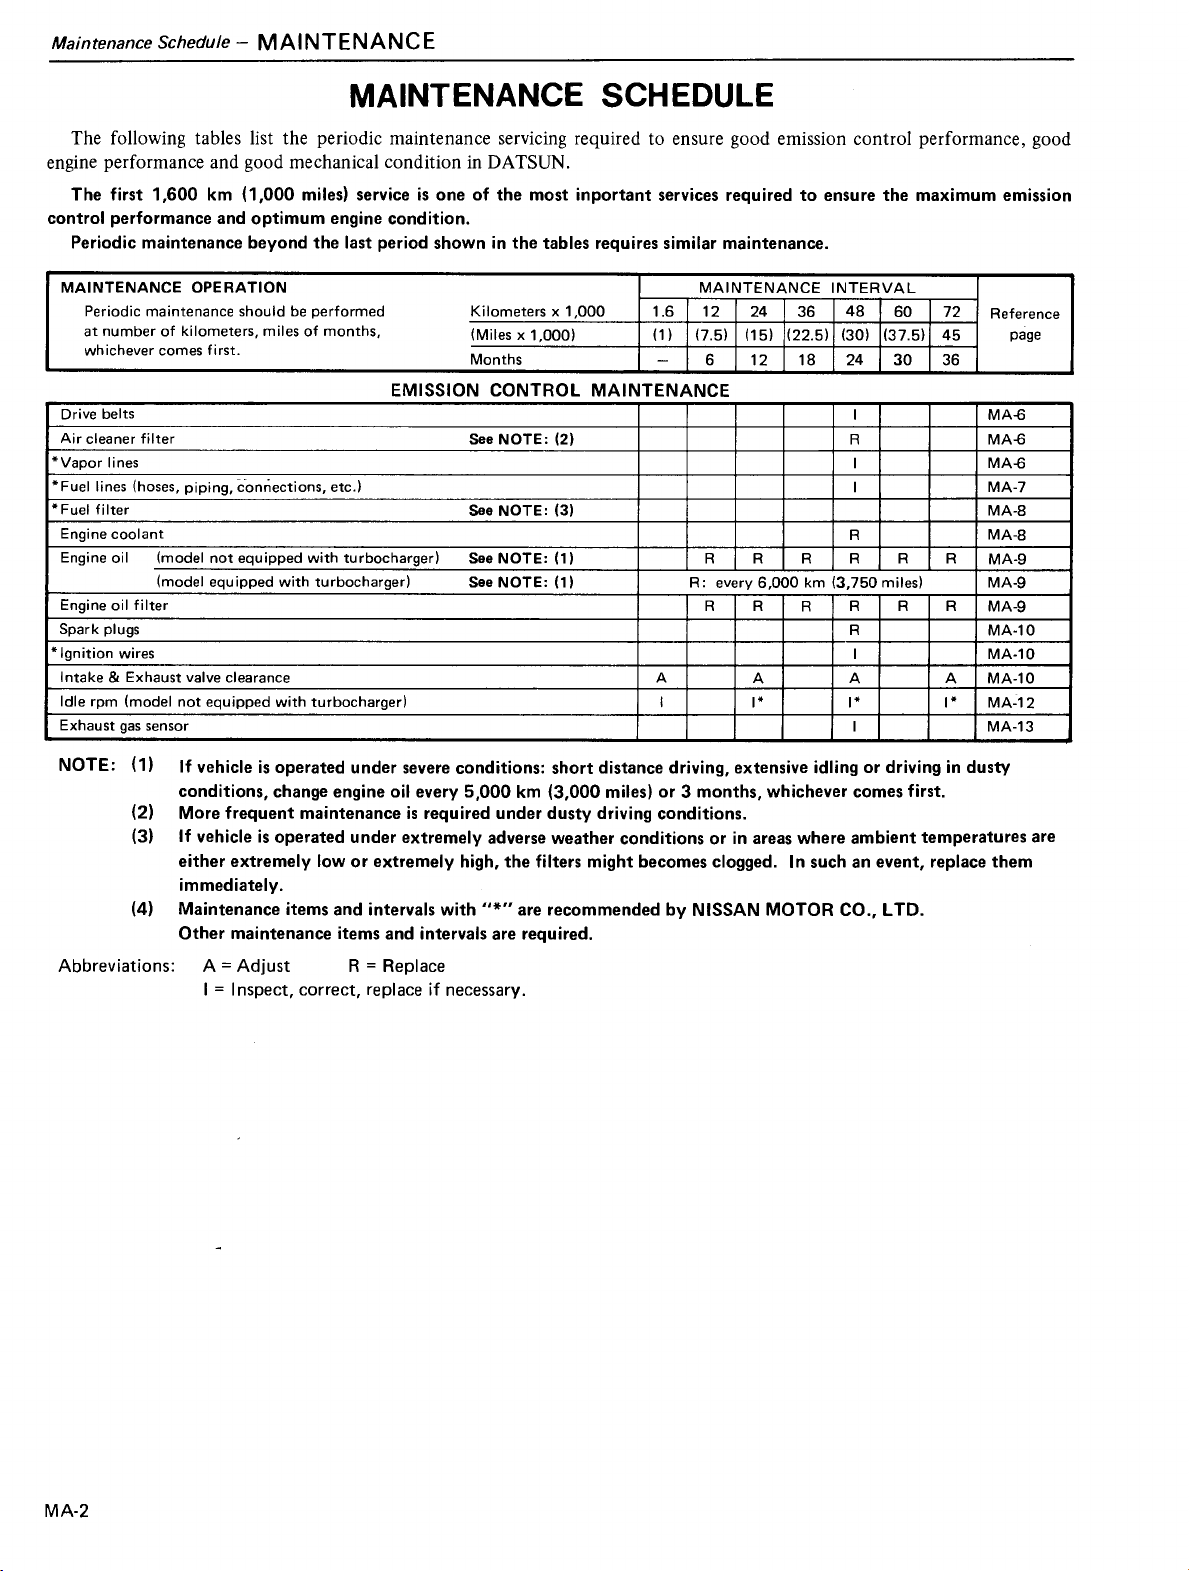 Maintenance Schedule – MAINTENANCE
MAINTENANCE SCHEDULE
The following tables list the periodic maintenance servicing required to ensure good emission control performance, good
engine performance and good mechanical condition in DATSUN.
The first 1,600 km (1,000 miles) service is one of the most inportant services required to ensure the maximum emission
control performance and optimum engine condition.
Periodic maintenance beyond the last period shown in the tables requires similar maintenance.
MAINTENANCE OPERATION MAINTENANCE INTERVAL
Periodic maintenance should be performed Kilometers x 1,000 1.6 12 24 36 48 60 72 Reference
at number of kilometers, miles of months, (Miles x 1,000) (1) (7.5) (15) (22.5) (30) (37.5) 45 page
whichever comes first.
Months – 6 12 18 24 30 36
EMISSION CONTROL MAINTENANCE
Drive belts I MA-6
Air cleaner filter See NOTE: (2) R MA-6
*Vapor lines I MA-6
*Fuel lines (hoses, piping, connections, etc.) I MA-7
*Fuel filter See NOTE: (3) MA-8
Engine coolant R MA-8
Engine oil (model not equipped with turbocharger) See NOTE: (1) R R R R R R MA-9
(model equipped with turbocharger) See NOTE: (1) R: every 6,000 km (3,750 miles) MA-9
Engine oil filter R R R R R R MA-9
Spark plugs R MA-10
*Ignition wires I MA-10
Intake & Exhaust valve clearance A A A A MA-10
Idle rpm (model not equipped with turbocharger) I I* I* I* MA-12
Exhaust gas sensor I MA-13
NOTE: (1) If vehicle is operated under severe conditions: short distance driving, extensive idling or driving in dusty
conditions, change engine oil every 5,000 km (3,000 miles) or 3 months, whichever comes first.
(2) More frequent maintenance is required under dusty driving conditions.
(3) If vehicle is operated under extremely adverse weather conditions or in areas where ambient temperatures are
either extremely low or extremely high, the filters might becomes clogged. In such an event, replace them
immediately.
(4) Maintenance items and intervals with "*" are recommended by NISSAN MOTOR CO., LTD.
Other maintenance items and intervals are required.
Abbreviations: A = Adjust R = Replace
I = Inspect, correct, replace if necessary.
MA-2